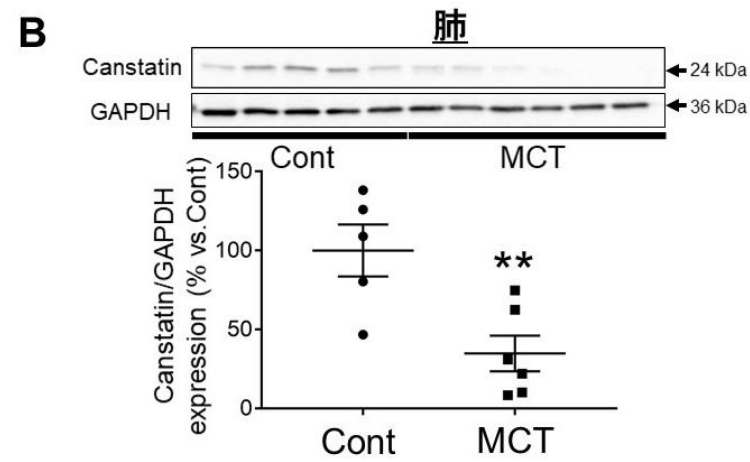 B
肺
Canstatin
24 kDa
GAPDH
36 kDa
Cont
MCT
Canstatin/GAPDH
expression (% vs.Cont)
150
100
50
0
**
Cont
MCT